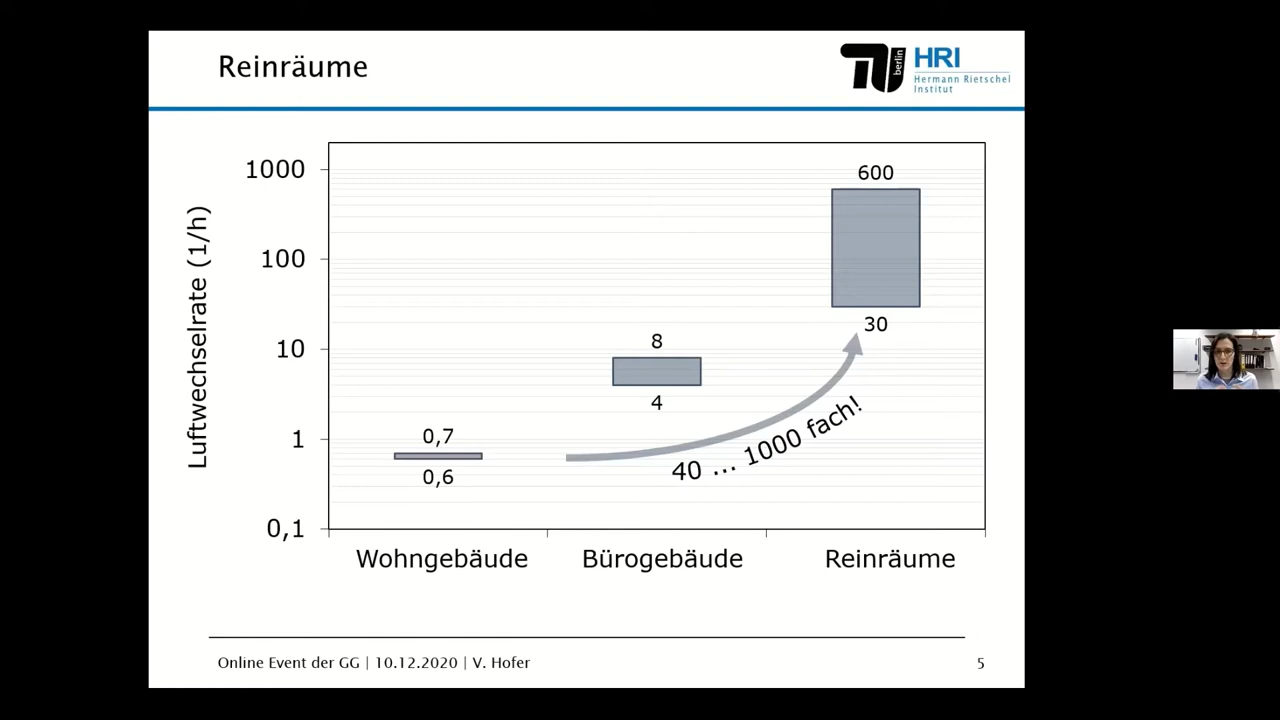 Reinräume
TU berlin
HRI
Hermann Rietschel
Institut
Luftwechselrate (1/h)
1000
100
10
1
0,1
0,7
0,6
8
4
600
30
40 ... 1000 fach!
Wohngebäude
Bürogebäude
Reinräume
Online Event der GG | 10.12.2020 | V. Hofer
5